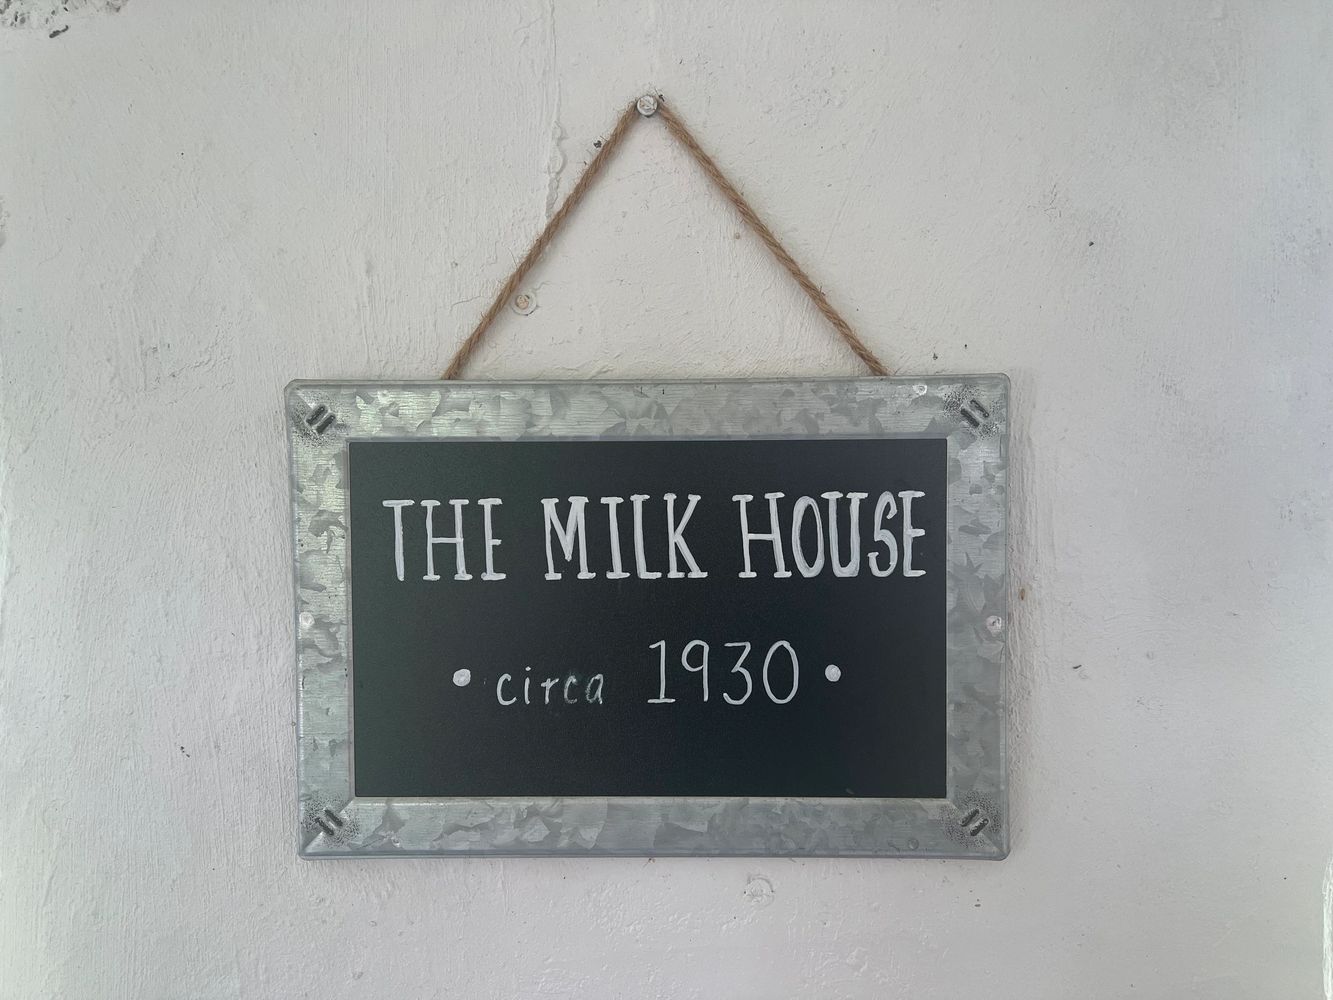 THE MILK HOUSE
• circa 1930 •